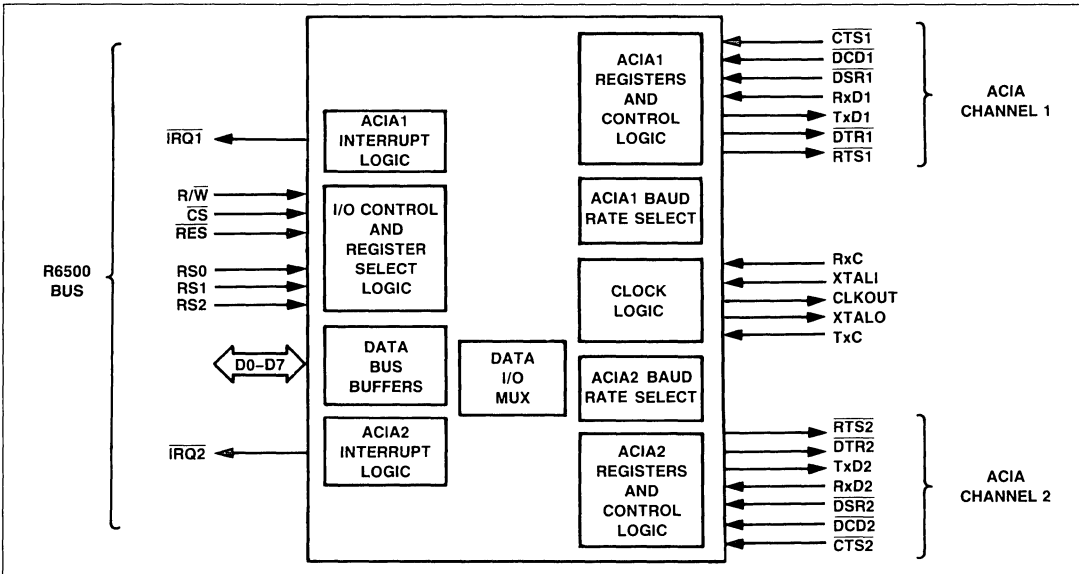 R6500
BUS
IRQ1
R/W
CS
RES
RS0
RS1
RS2
D0–D7
IRQ2
ACIA1
INTERRUPT
LOGIC
I/O CONTROL
AND
REGISTER
SELECT
LOGIC
DATA
BUS
BUFFERS
ACIA2
INTERRUPT
LOGIC
DATA
I/O
MUX
ACIA1
REGISTERS
AND
CONTROL
LOGIC
ACIA1 BAUD
RATE SELECT
CLOCK
LOGIC
ACIA2 BAUD
RATE SELECT
ACIA2
REGISTERS
AND
CONTROL
LOGIC
CTS1
DCD1
DSR1
RxD1
TxD1
DTR1
RTS1
ACIA
CHANNEL 1
RxC
XTALI
CLKOUT
XTALO
TxC
RTS2
DTR2
TxD2
RxD2
DSR2
DCD2
CTS2
ACIA
CHANNEL 2